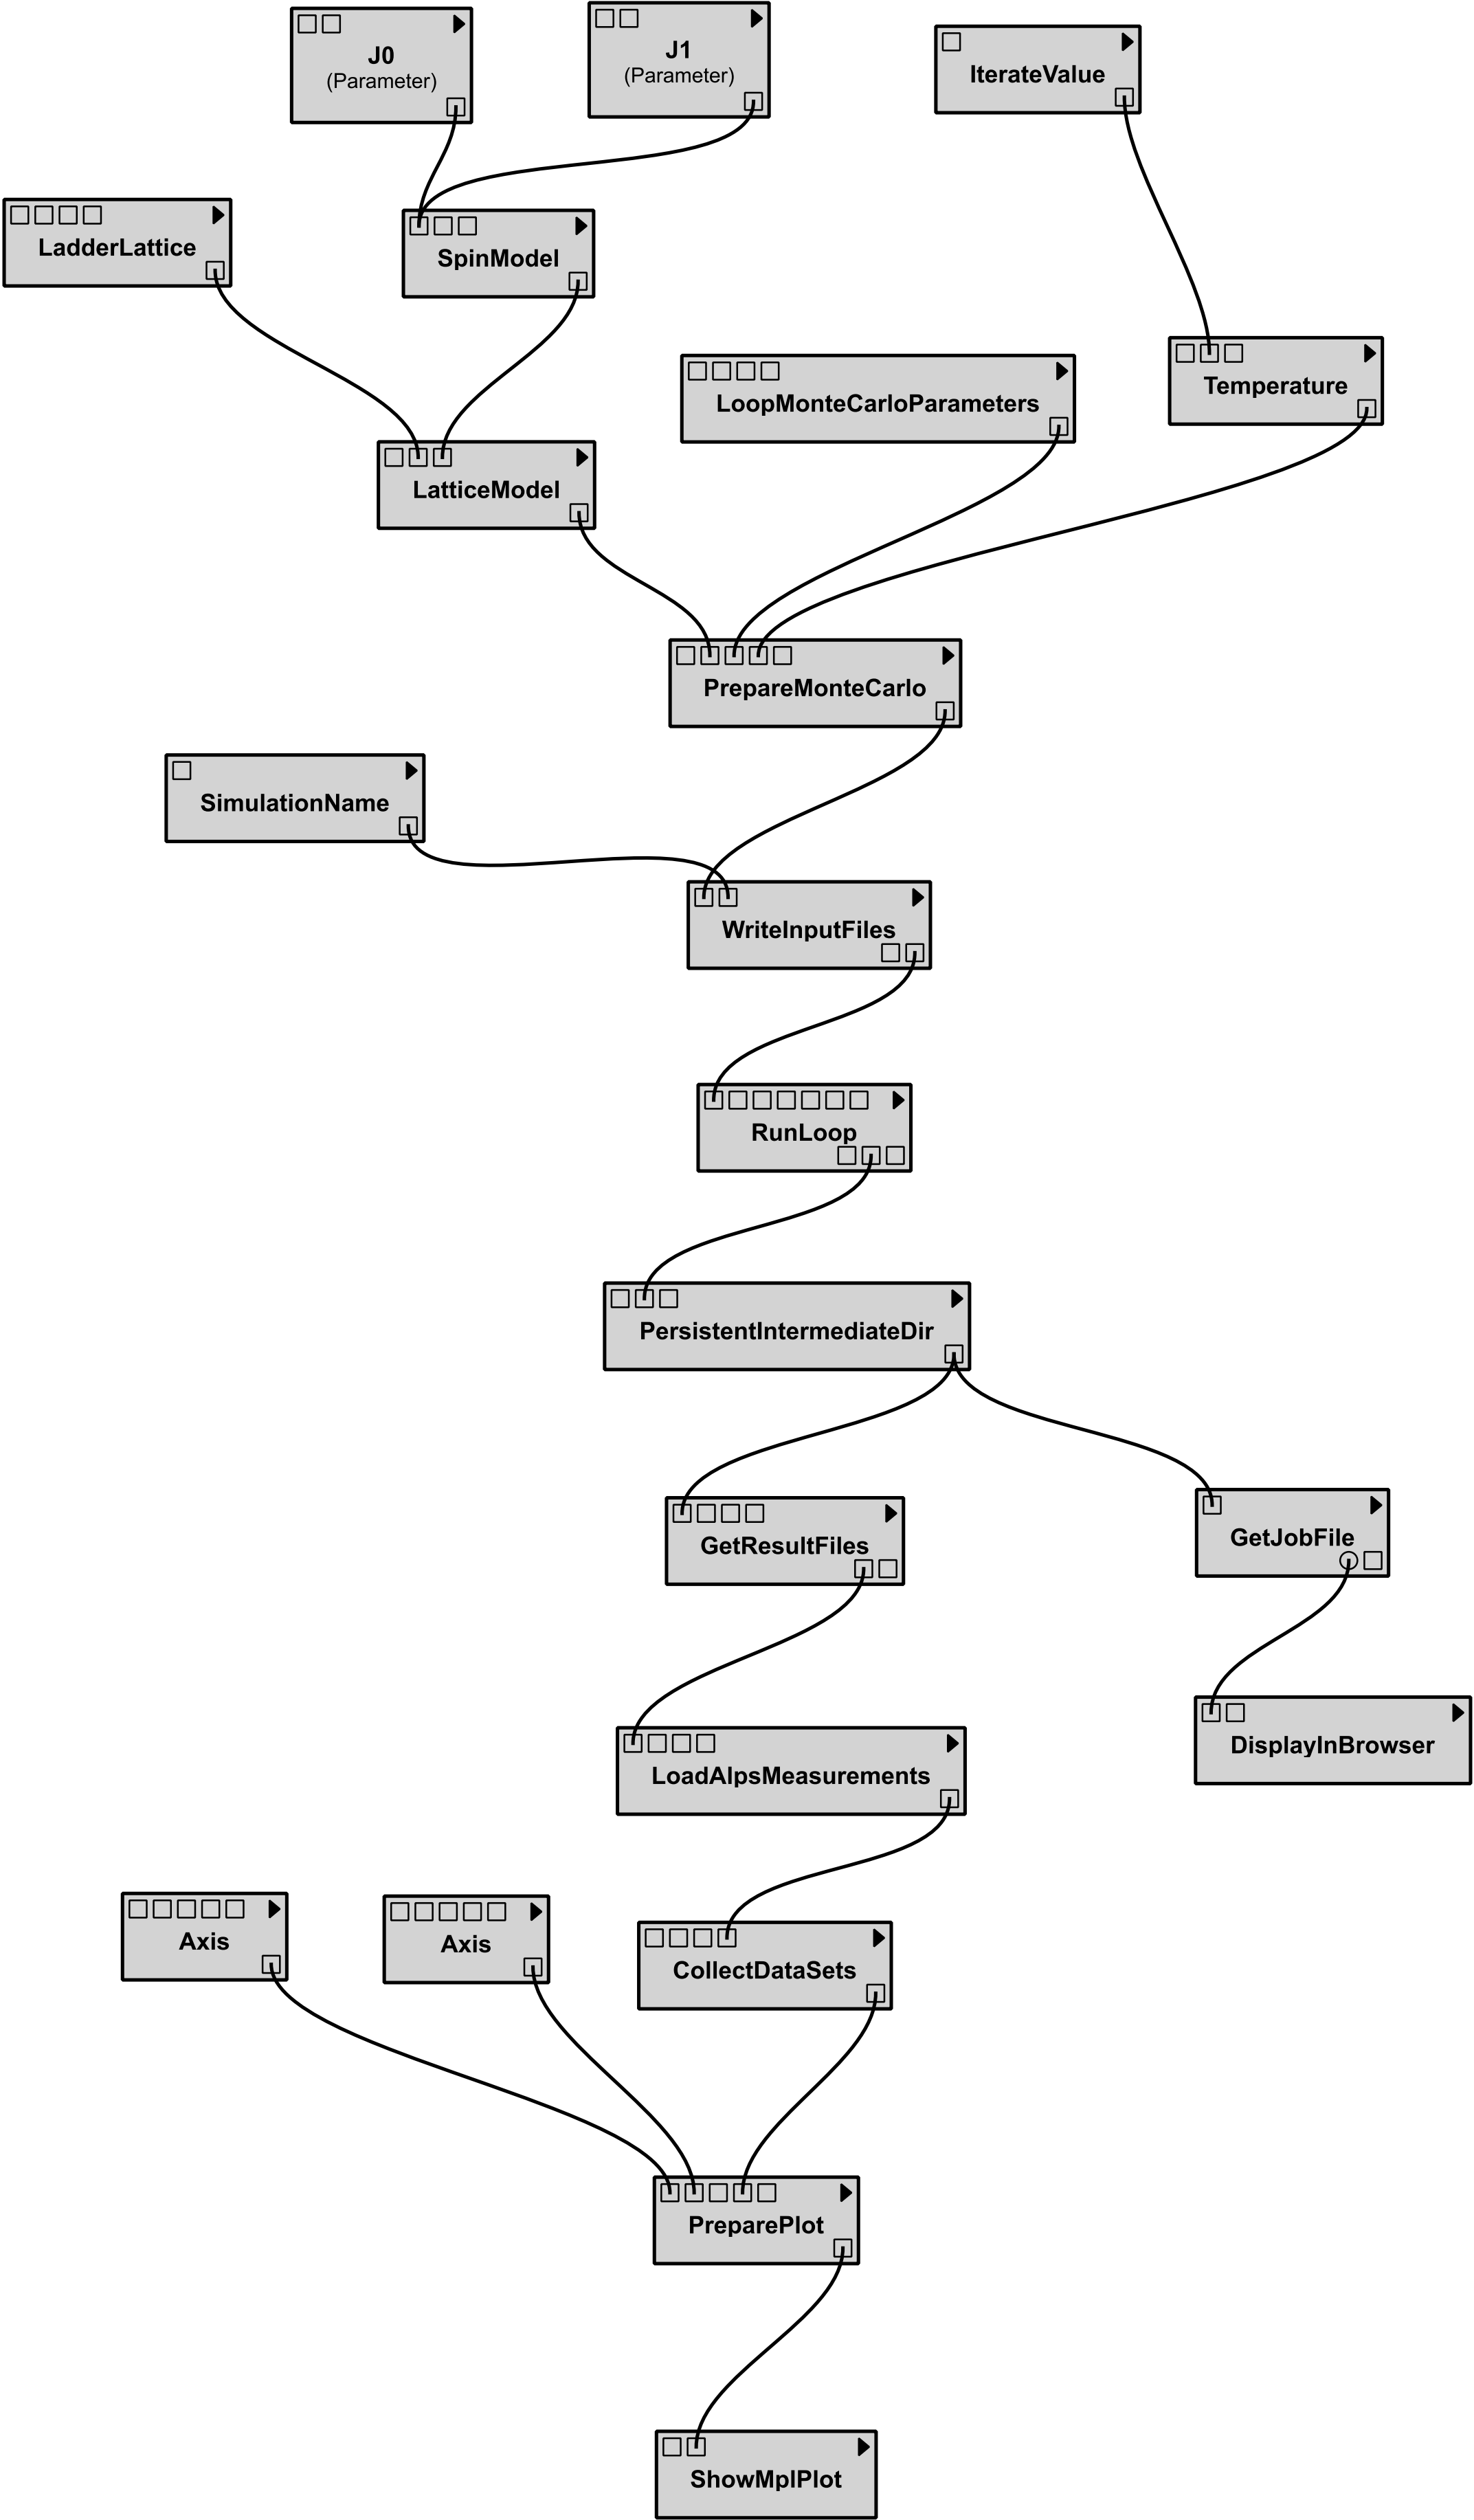 J0
(Parameter)
J1
(Parameter)
IterateValue
LadderLattice
SpinModel
Temperature
LoopMonteCarloParameters
LatticeModel
PrepareMonteCarlo
SimulationName
WriteInputFiles
RunLoop
PersistentIntermediateDir
GetResultFiles
GetJobFile
DisplayInBrowser
LoadAlpsMeasurements
Axis
Axis
CollectDataSets
PreparePlot
ShowMplPlot